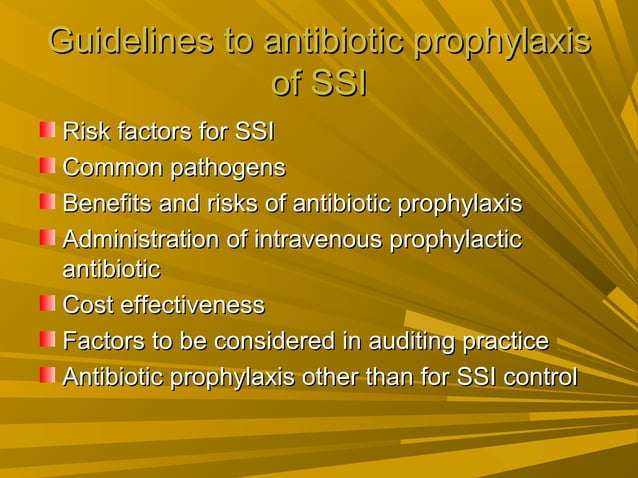 Guidelines to antibiotic prophylaxis
of SSI
Risk factors for SSI
Common pathogens
Benefits and risks of antibiotic prophylaxis
Administration of intravenous prophylactic
antibiotic
Cost effectiveness
Factors to be considered in auditing practice
Antibiotic prophylaxis other than for SSI control